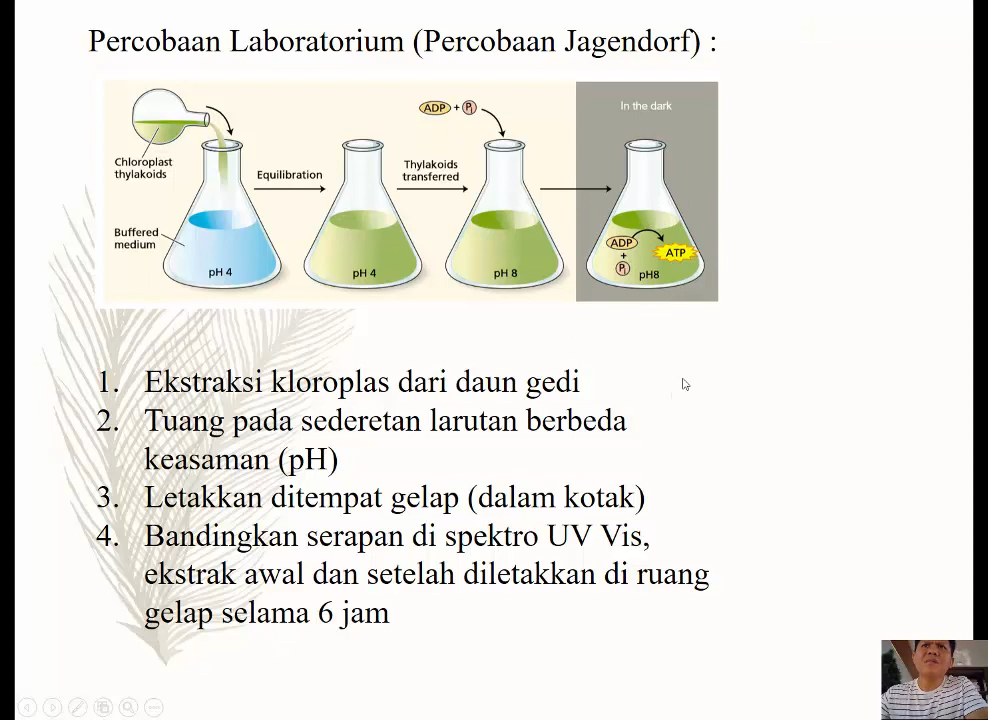 Percobaan Laboratorium (Percobaan Jagendorf) :
In the dark
ADP + Pi
Chloroplast
thylakoids
Equilibration
Thylakoids
transferred
Buffered
medium
pH 4
pH 4
pH 8
ADP
+
Pi
ATP
pH8
1. Ekstraksi kloroplas dari daun gedi
2. Tuang pada sederetan larutan berbeda
keasaman (pH)
3. Letakkan ditempat gelap (dalam kotak)
4. Bandingkan serapan di spektro UV Vis,
ekstrak awal dan setelah diletakkan di ruang
gelap selama 6 jam